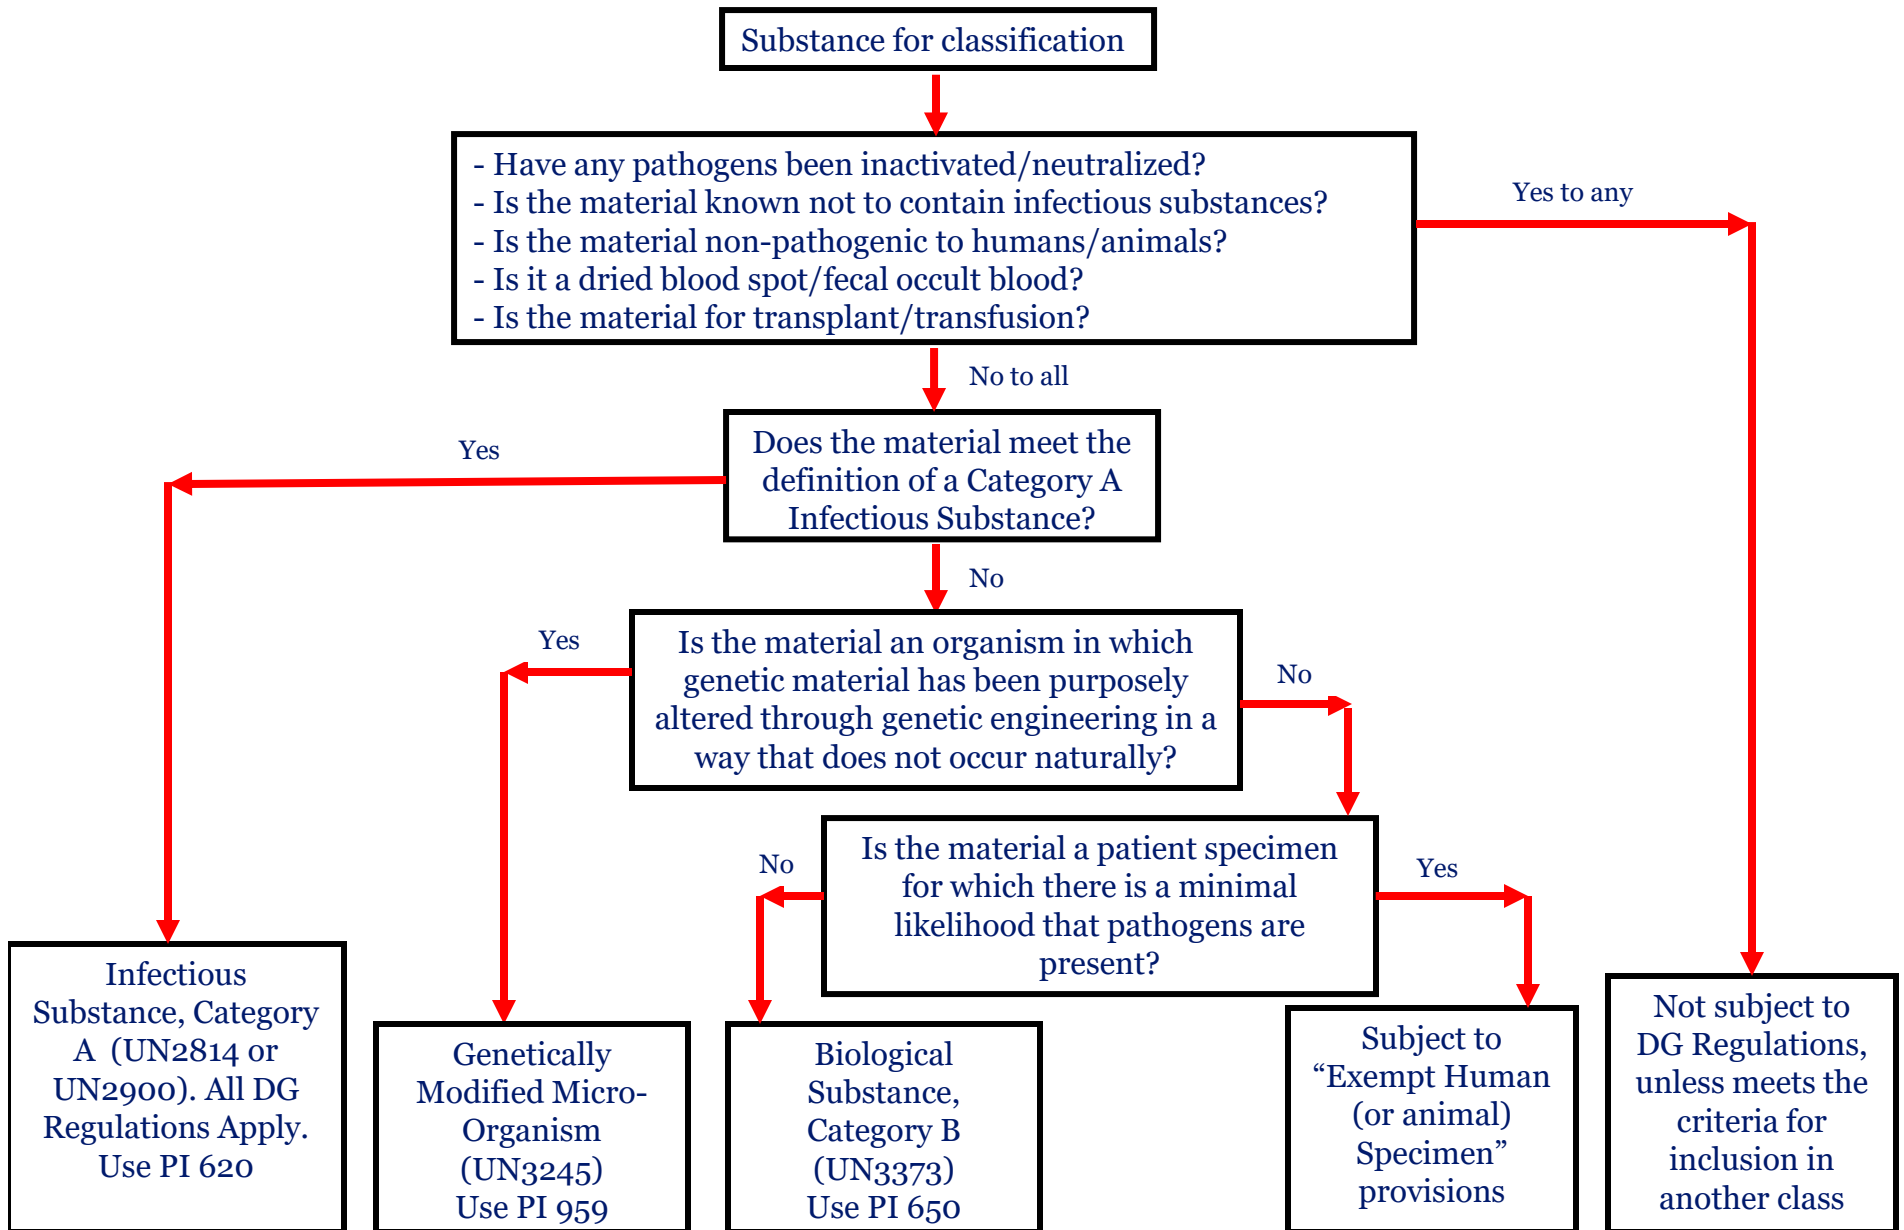 Substance for classification
- Have any pathogens been inactivated/neutralized?
- Is the material known not to contain infectious substances?
- Is the material non-pathogenic to humans/animals?
- Is it a dried blood spot/fecal occult blood?
- Is the material for transplant/transfusion?
Yes to any
No to all
Does the material meet the
definition of a Category A
Infectious Substance?
Yes
No
Is the material an organism in which
genetic material has been purposely
altered through genetic engineering in a
way that does not occur naturally?
Yes
No
Is the material a patient specimen
for which there is a minimal
likelihood that pathogens are
present?
No
Yes
Infectious
Substance, Category
A (UN2814 or
UN2900). All DG
Regulations Apply.
Use PI 620
Genetically
Modified Micro-
Organism
(UN3245)
Use PI 959
Biological
Substance,
Category B
(UN3373)
Use PI 650
Subject to
“Exempt Human
(or animal)
Specimen”
provisions
Not subject to
DG Regulations,
unless meets the
criteria for
inclusion in
another class